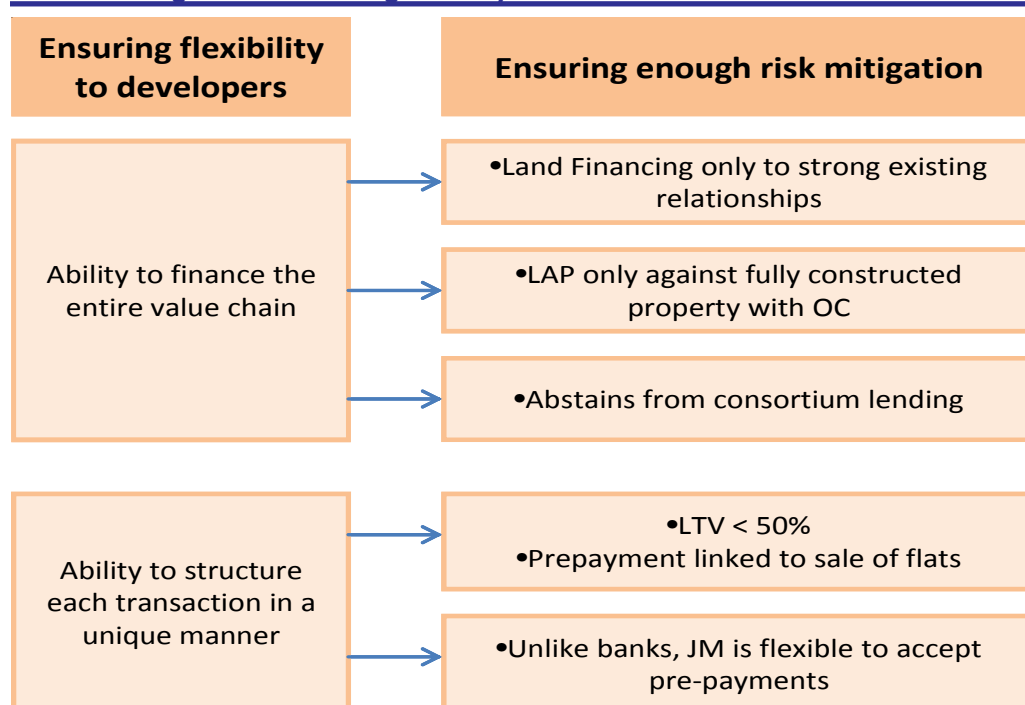 Ensuring flexibility
to developers
Ensuring enough risk mitigation
Ability to finance the
entire value chain
•Land Financing only to strong existing
relationships
•LAP only against fully constructed
property with OC
•Abstains from consortium lending
Ability to structure
each transaction in a
unique manner
•LTV < 50%
•Prepayment linked to sale of flats
•Unlike banks, JM is flexible to accept
pre-payments